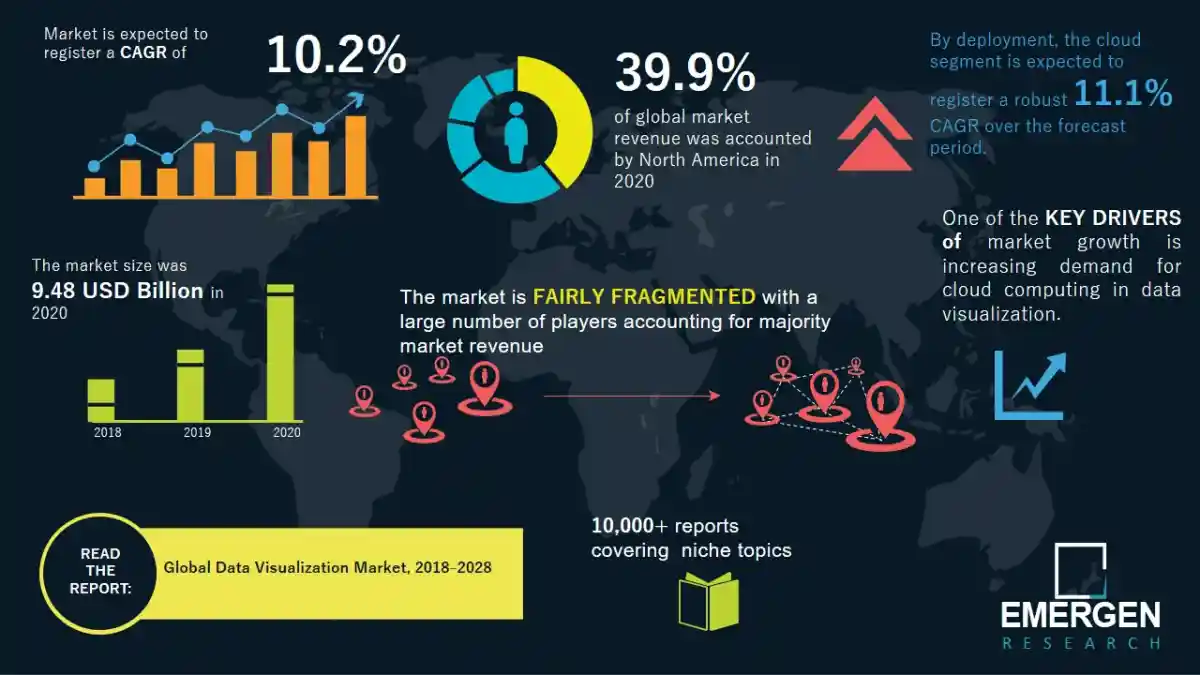 Market is expected to
register a CAGR of
10.2%
39.9%
of global market
revenue was accounted
by North America in
2020
By deployment, the cloud
segment is expected to
register a robust 11.1%
CAGR over the forecast
period.
The market size was
9.48 USD Billion in
2020
2018
2019
2020
The market is FAIRLY FRAGMENTED with a
large number of players accounting for majority
market revenue
One of the KEY DRIVERS
of market growth is
increasing demand for
cloud computing in data
visualization.
READ
THE
REPORT:
Global Data Visualization Market, 2018–2028
10,000+ reports
covering niche topics
EMERGEN
RESEARCH